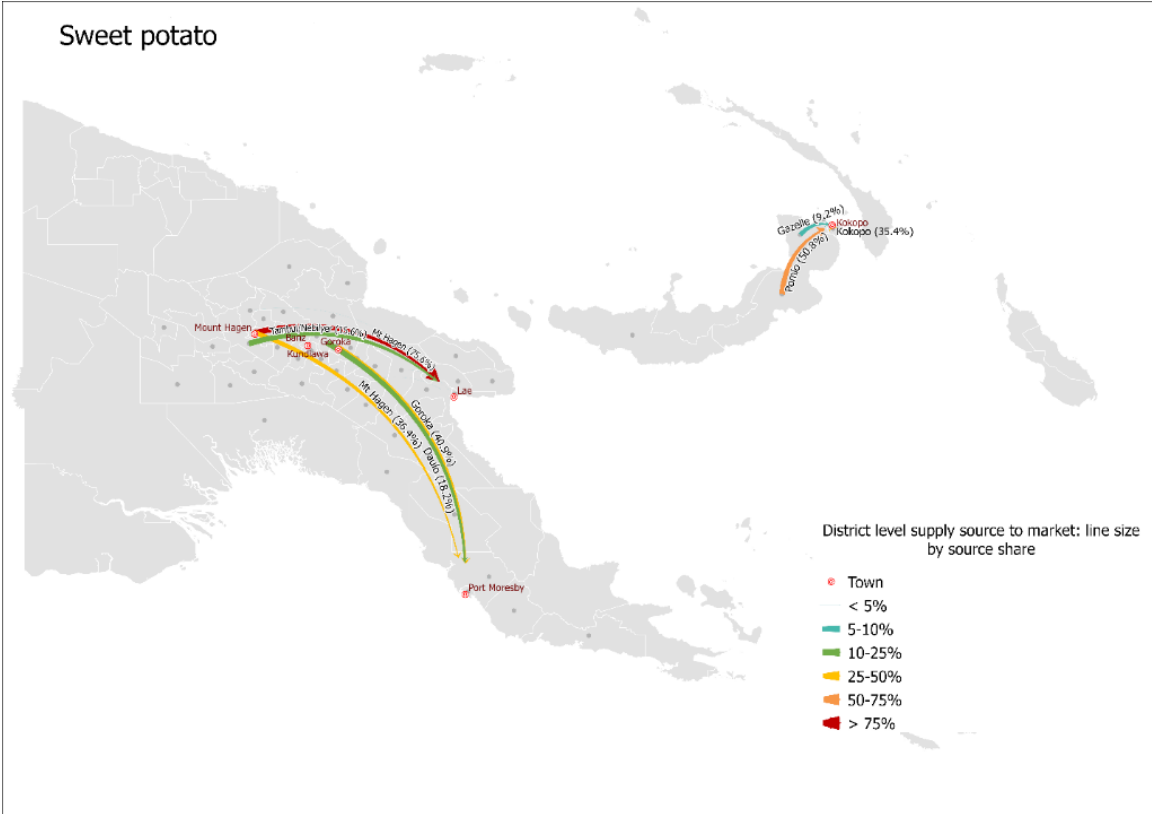 Sweet potato
Gazelle (9.2%)
Kokopo
Kokopo (35.4%)
Pomio (50.8%)
Mount Hagen
Mt Hagen (75.6%)
Banz
Goroka
Kundiawa
Lae
Mt Hagen (36.4%)
Goroka (40.9%)
Daulo (18.2%)
Port Moresby
District level supply source to market: line size
by source share
Town
< 5%
5-10%
10-25%
25-50%
50-75%
> 75%